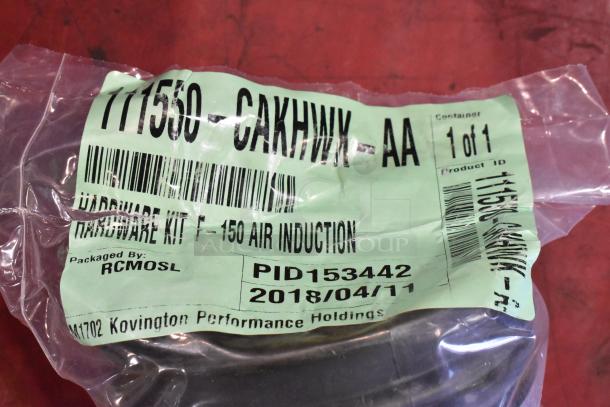 111550-CAKHWK-AA
Container
1 of 1
Product ID
HARDWARE KIT F-150 AIR INDUCTION
Packaged By:
RCMOSL
PID153442
2018/04/11
M1702 Kovington Performance Holdings